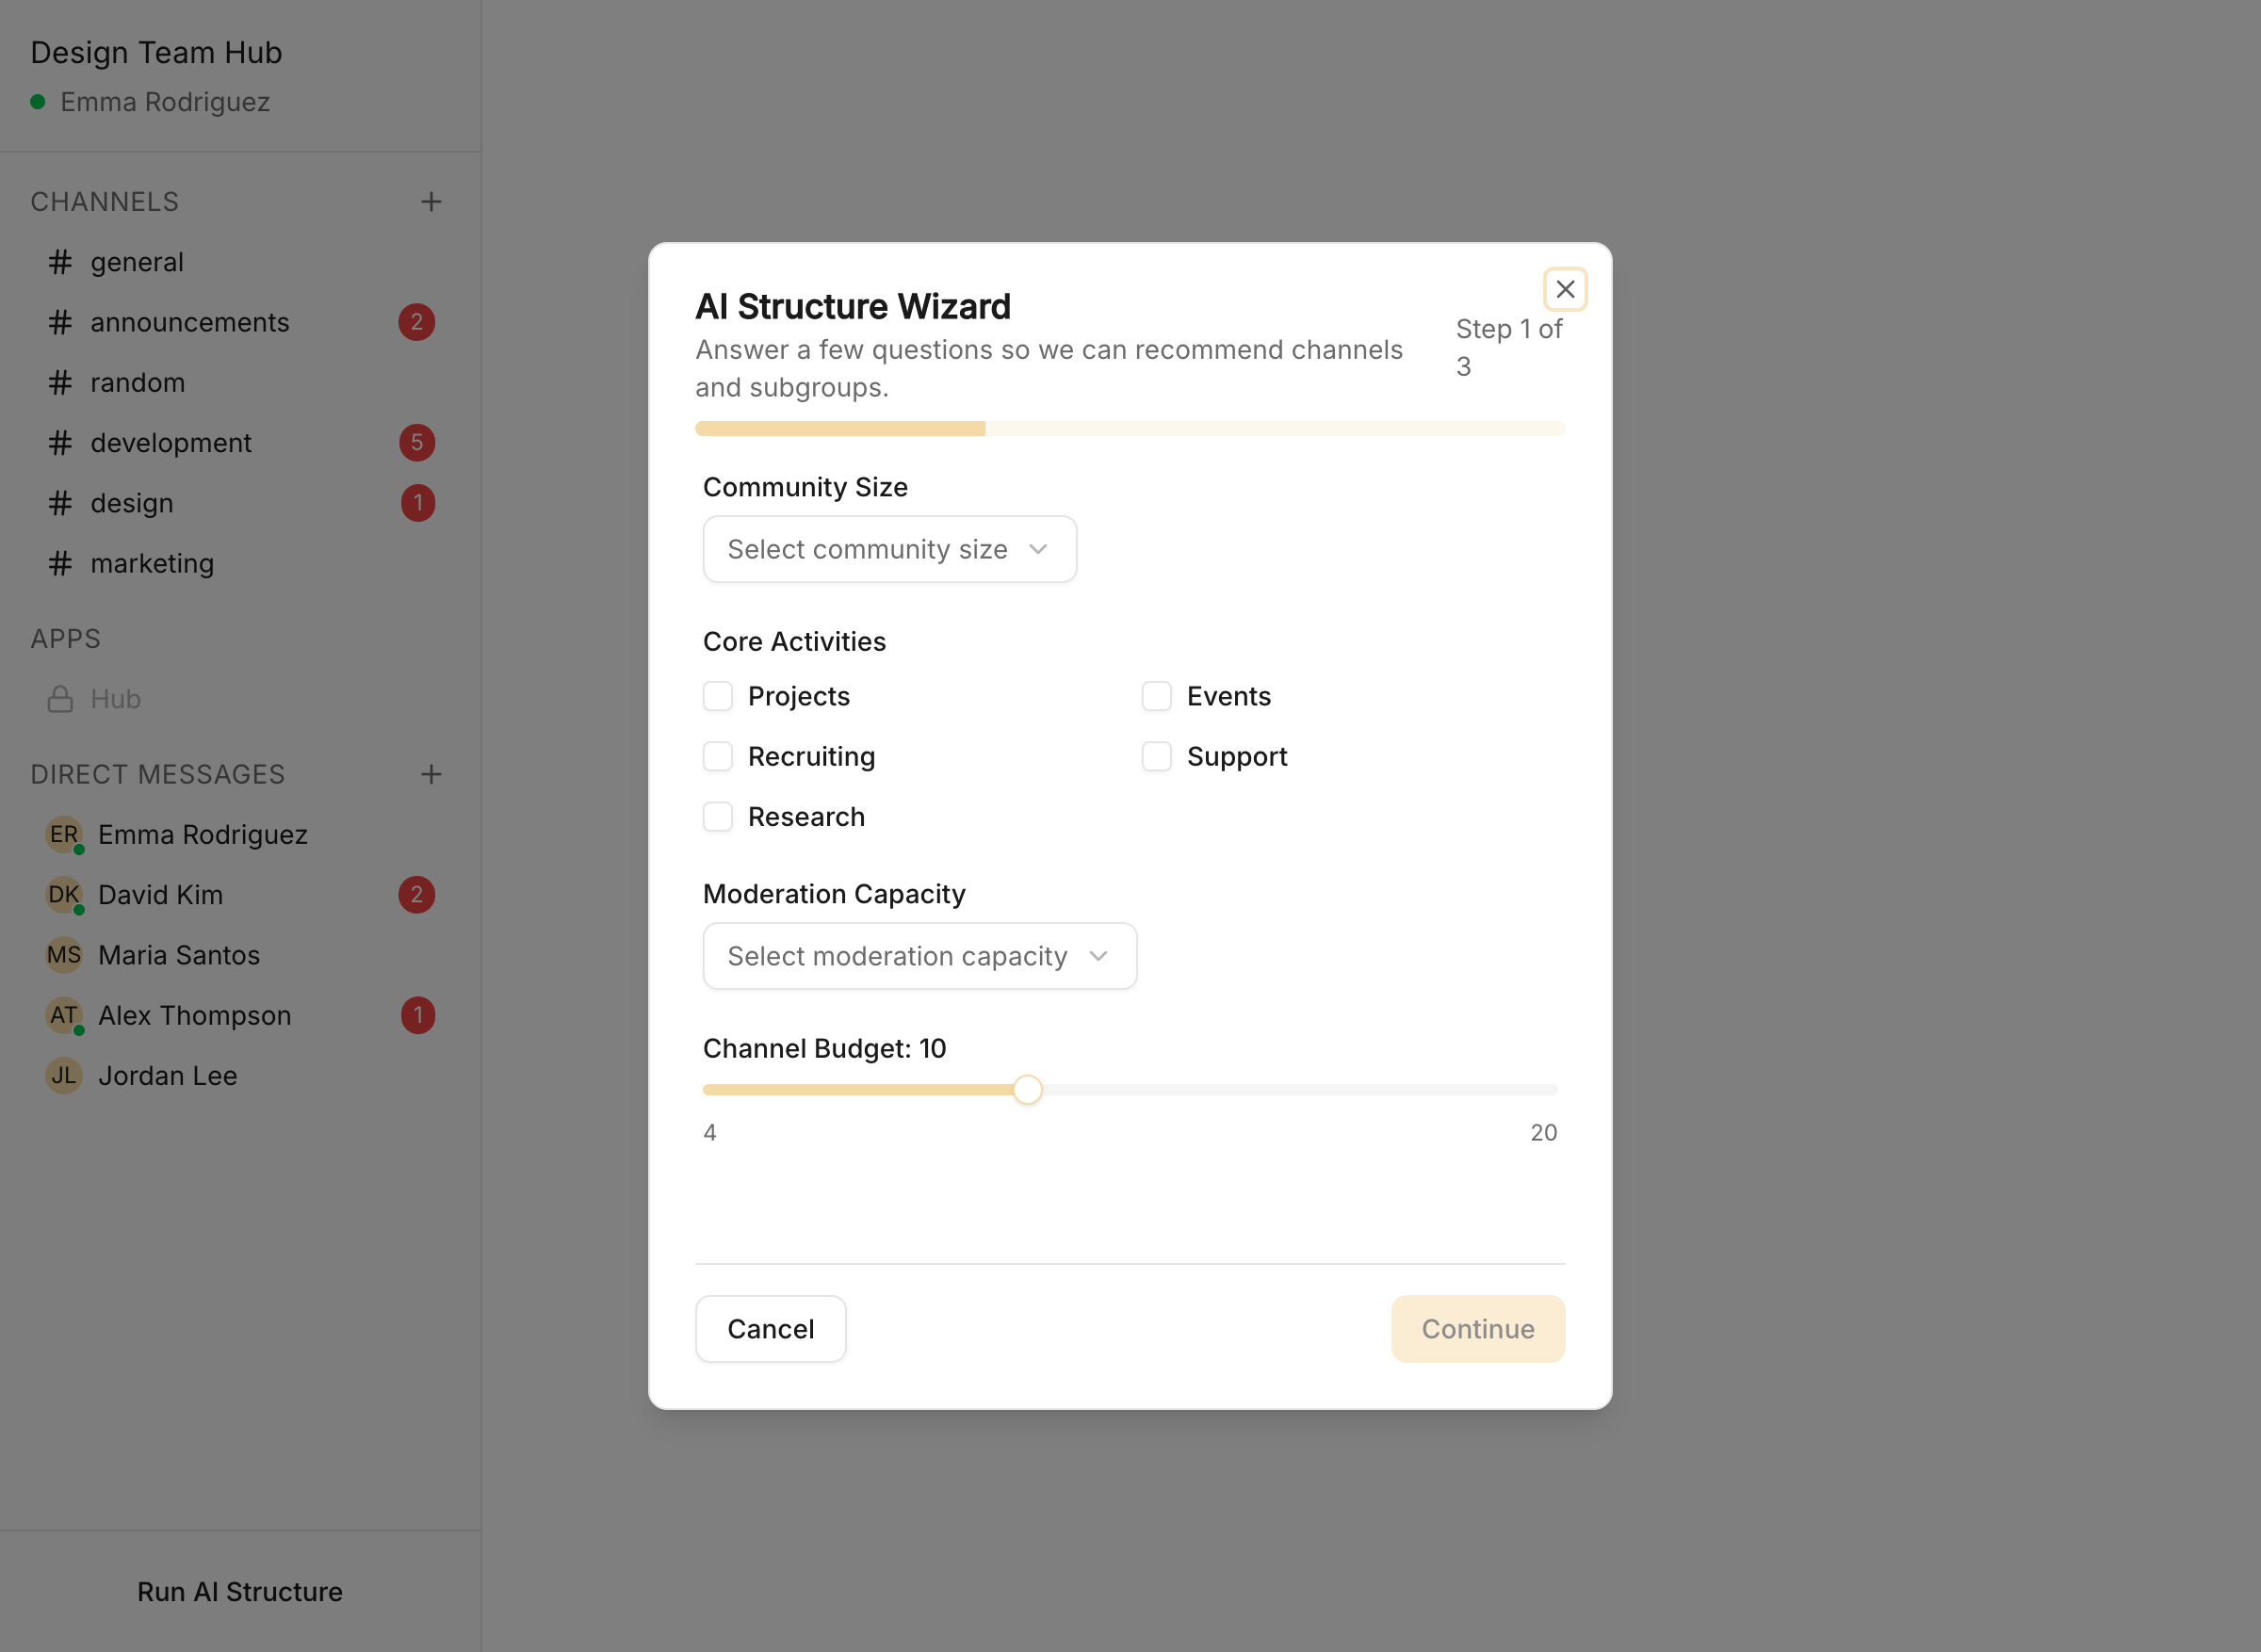 Design Team Hub
Emma Rodriguez
CHANNELS
general
announcements 2
random
development 5
design 1
marketing
APPS
Hub
DIRECT MESSAGES
ER Emma Rodriguez
DK David Kim 2
MS Maria Santos
AT Alex Thompson 1
JL Jordan Lee
Run AI Structure
AI Structure Wizard
Answer a few questions so we can recommend channels
and subgroups.
Step 1 of
3
Community Size
Select community size
Core Activities
Projects
Events
Recruiting
Support
Research
Moderation Capacity
Select moderation capacity
Channel Budget: 10
4
20
Cancel
Continue